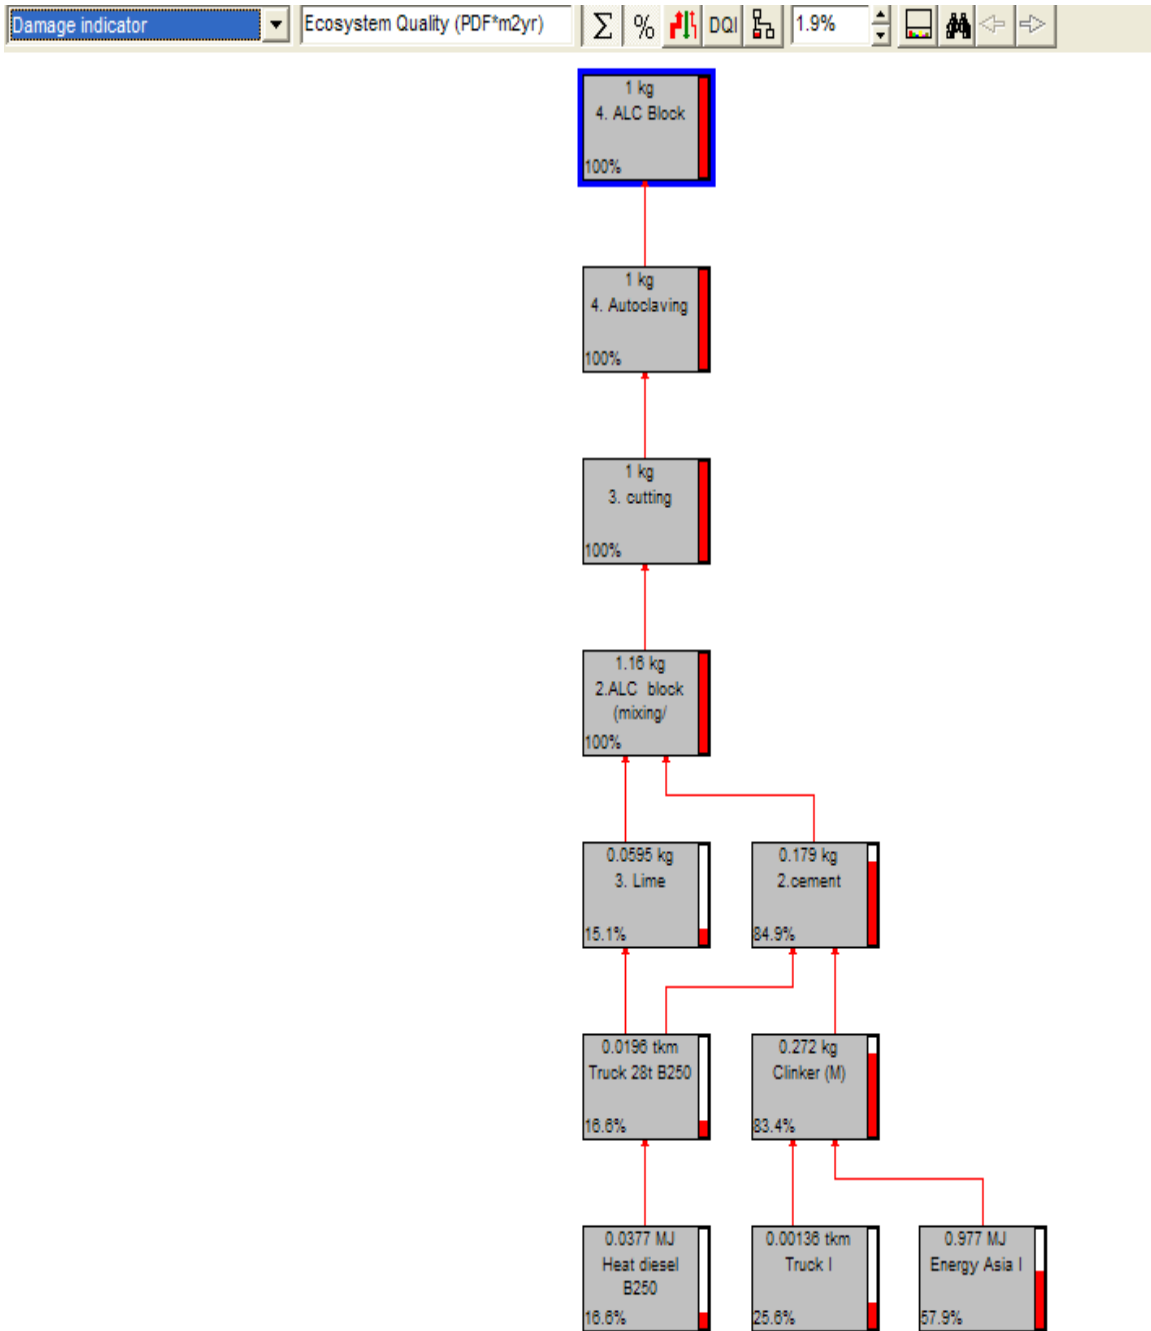 Damage indicator
Ecosystem Quality (PDF*m2yr)
Σ
%
DQI
1.9%
1 kg
4. ALC Block
100%
1 kg
4. Autoclaving
100%
1 kg
3. cutting
100%
1.16 kg
2.ALC block
(mixing/
100%
0.0595 kg
3. Lime
15.1%
0.179 kg
2.cement
84.9%
0.0196 tkm
Truck 28t B250
16.6%
0.272 kg
Clinker (M)
83.4%
0.0377 MJ
Heat diesel
B250
16.6%
0.00136 tkm
Truck I
25.6%
0.977 MJ
Energy Asia I
57.9%